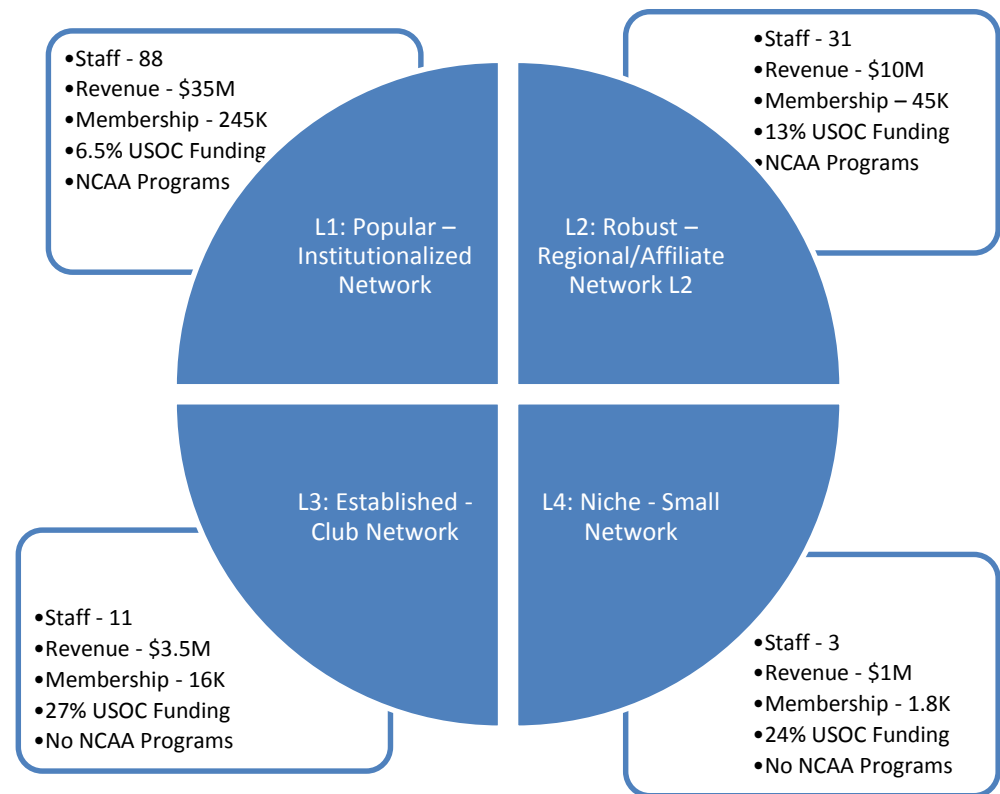 •Staff - 88
•Revenue - $35M
•Membership - 245K
•6.5% USOC Funding
•NCAA Programs
•Staff - 31
•Revenue - $10M
•Membership – 45K
•13% USOC Funding
•NCAA Programs
L1: Popular –
Institutionalized
Network
L2: Robust –
Regional/Affiliate
Network L2
L3: Established -
Club Network
L4: Niche - Small
Network
•Staff - 11
•Revenue - $3.5M
•Membership - 16K
•27% USOC Funding
•No NCAA Programs
•Staff - 3
•Revenue - $1M
•Membership - 1.8K
•24% USOC Funding
•No NCAA Programs